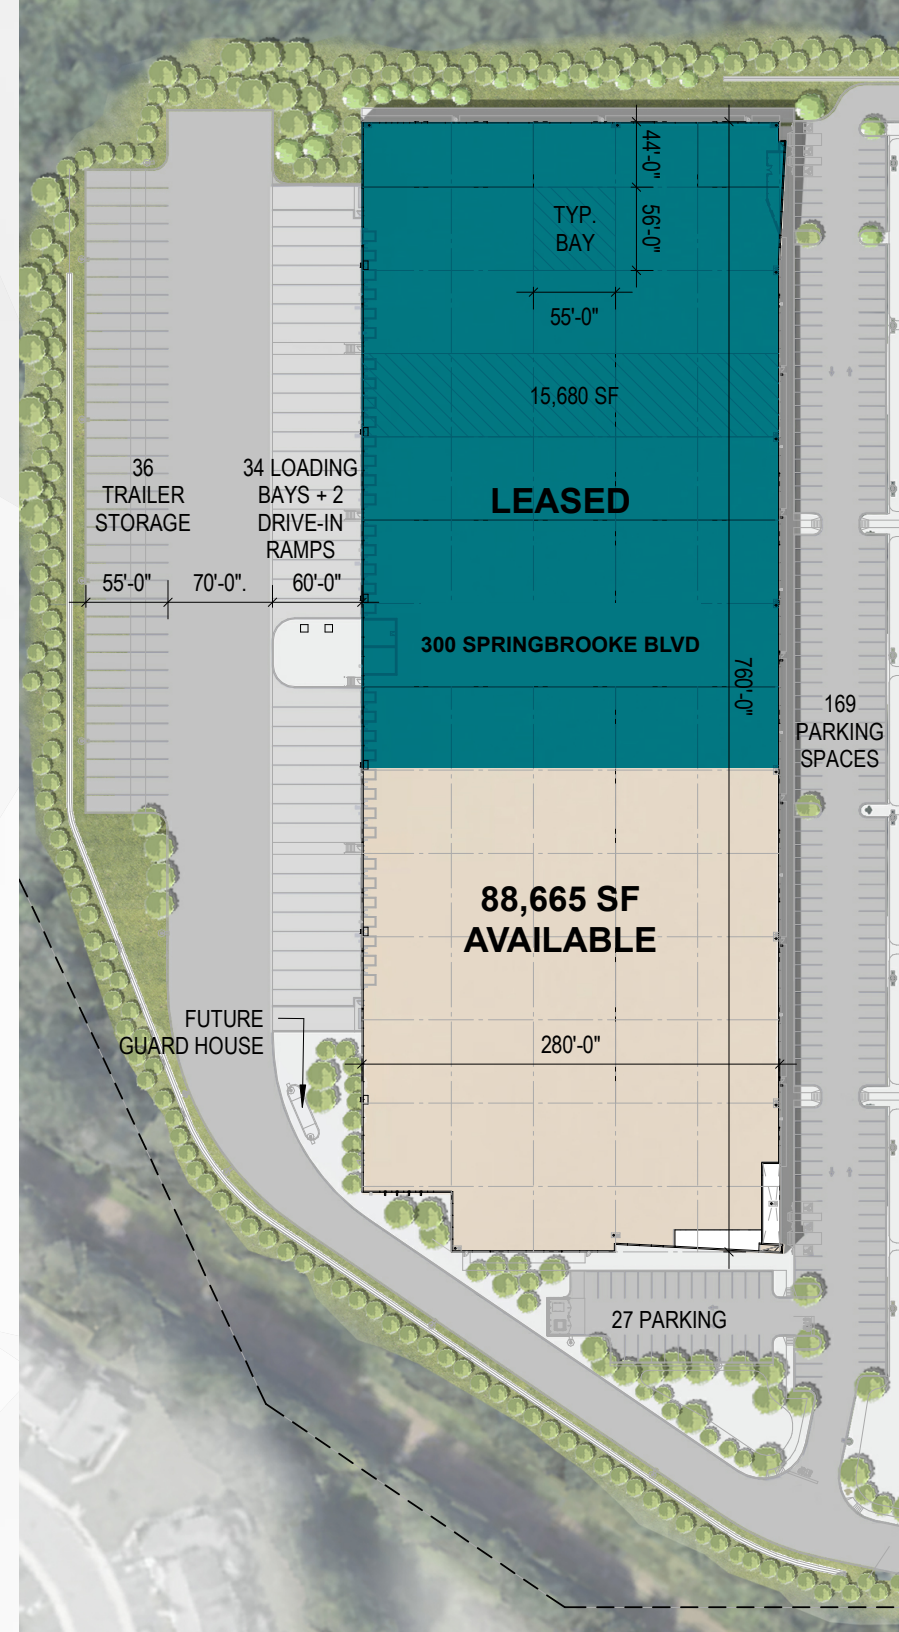 44'-0"
56'-0"
TYP.
BAY
55'-0"
15,680 SF
36
TRAILER
STORAGE
34 LOADING
BAYS + 2
DRIVE-IN
RAMPS
LEASED
55'-0"
70'-0".
60'-0"
300 SPRINGBROOKE BLVD
760'-0"
169
PARKING
SPACES
88,665 SF
AVAILABLE
FUTURE
GUARD HOUSE
280'-0"
27 PARKING